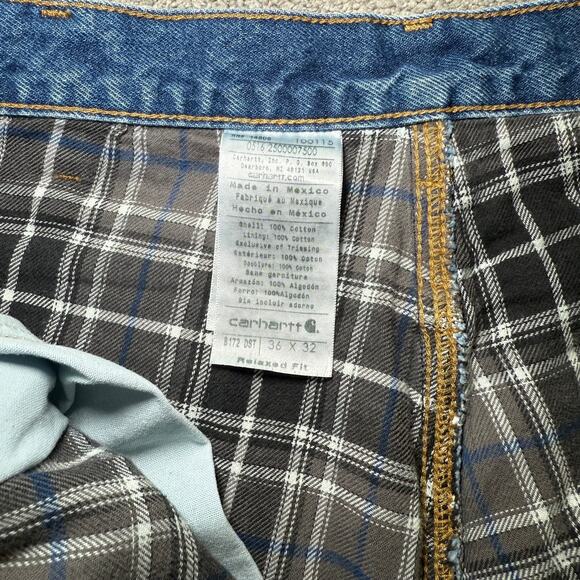 0516 2500007500
Carhartt, Inc. P. O. Box 600
Dearborn, MI 48121 USA
carhartt.com
Made in Mexico
Fabriqué au Mexique
Hecho en México
Shell: 100% Cotton
Lining: 100% Cotton
Exclusive of Trimming
Extérieur: 100% Coton
Doublure: 100% Coton
Sans garniture
Armazón: 100% Algodón
Forro: 100%Algodón
Sin incluir adorno
carhartt
B172 DST 36 X 32
Relaxed Fit